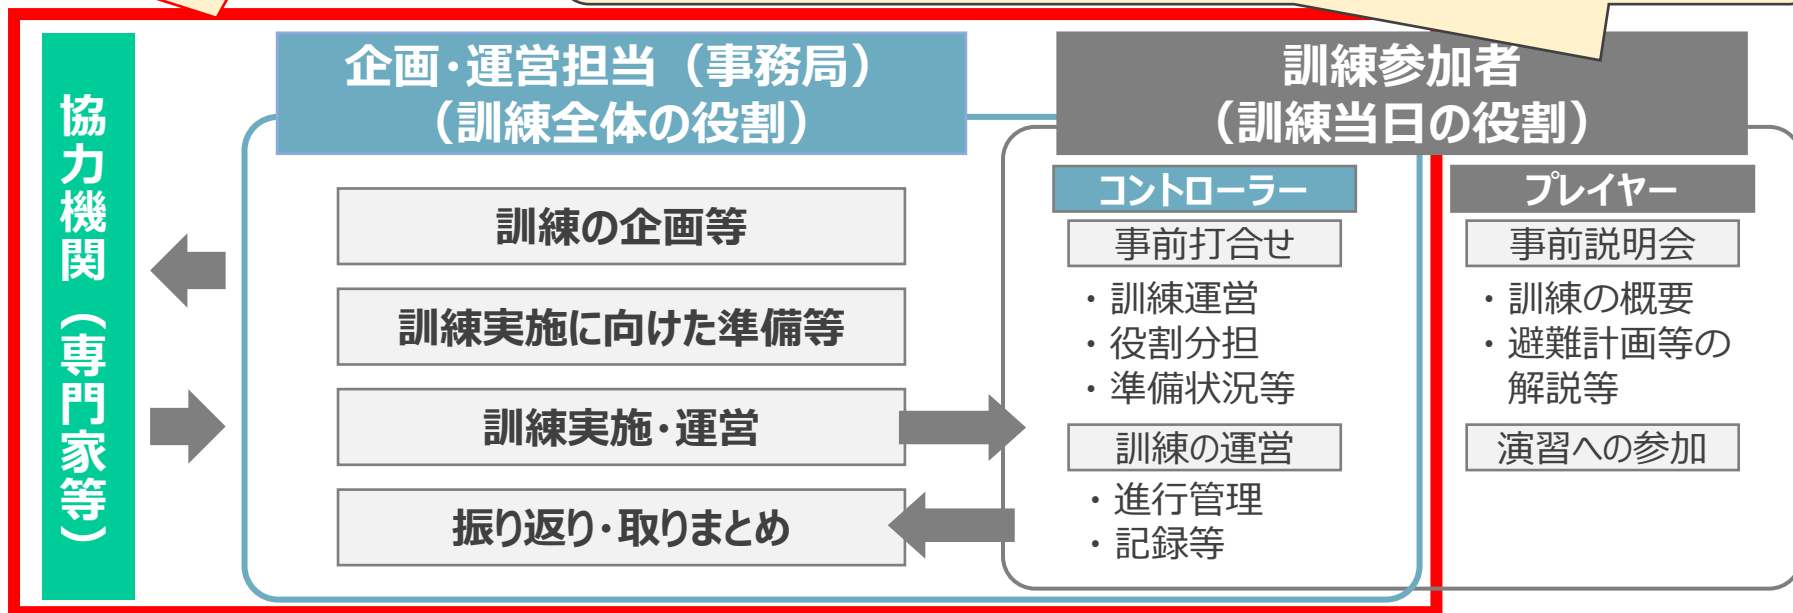 協力機関（専門家等）
企画･運営担当（事務局）
（訓練全体の役割）
訓練の企画等
訓練実施に向けた準備等
訓練実施･運営
振り返り･取りまとめ
訓練参加者
（訓練当日の役割）
コントローラー
事前打合せ
・訓練運営
・役割分担
・準備状況等
訓練の運営
・進行管理
・記録等
プレイヤー
事前説明会
・訓練の概要
・避難計画等の
解説等
演習への参加